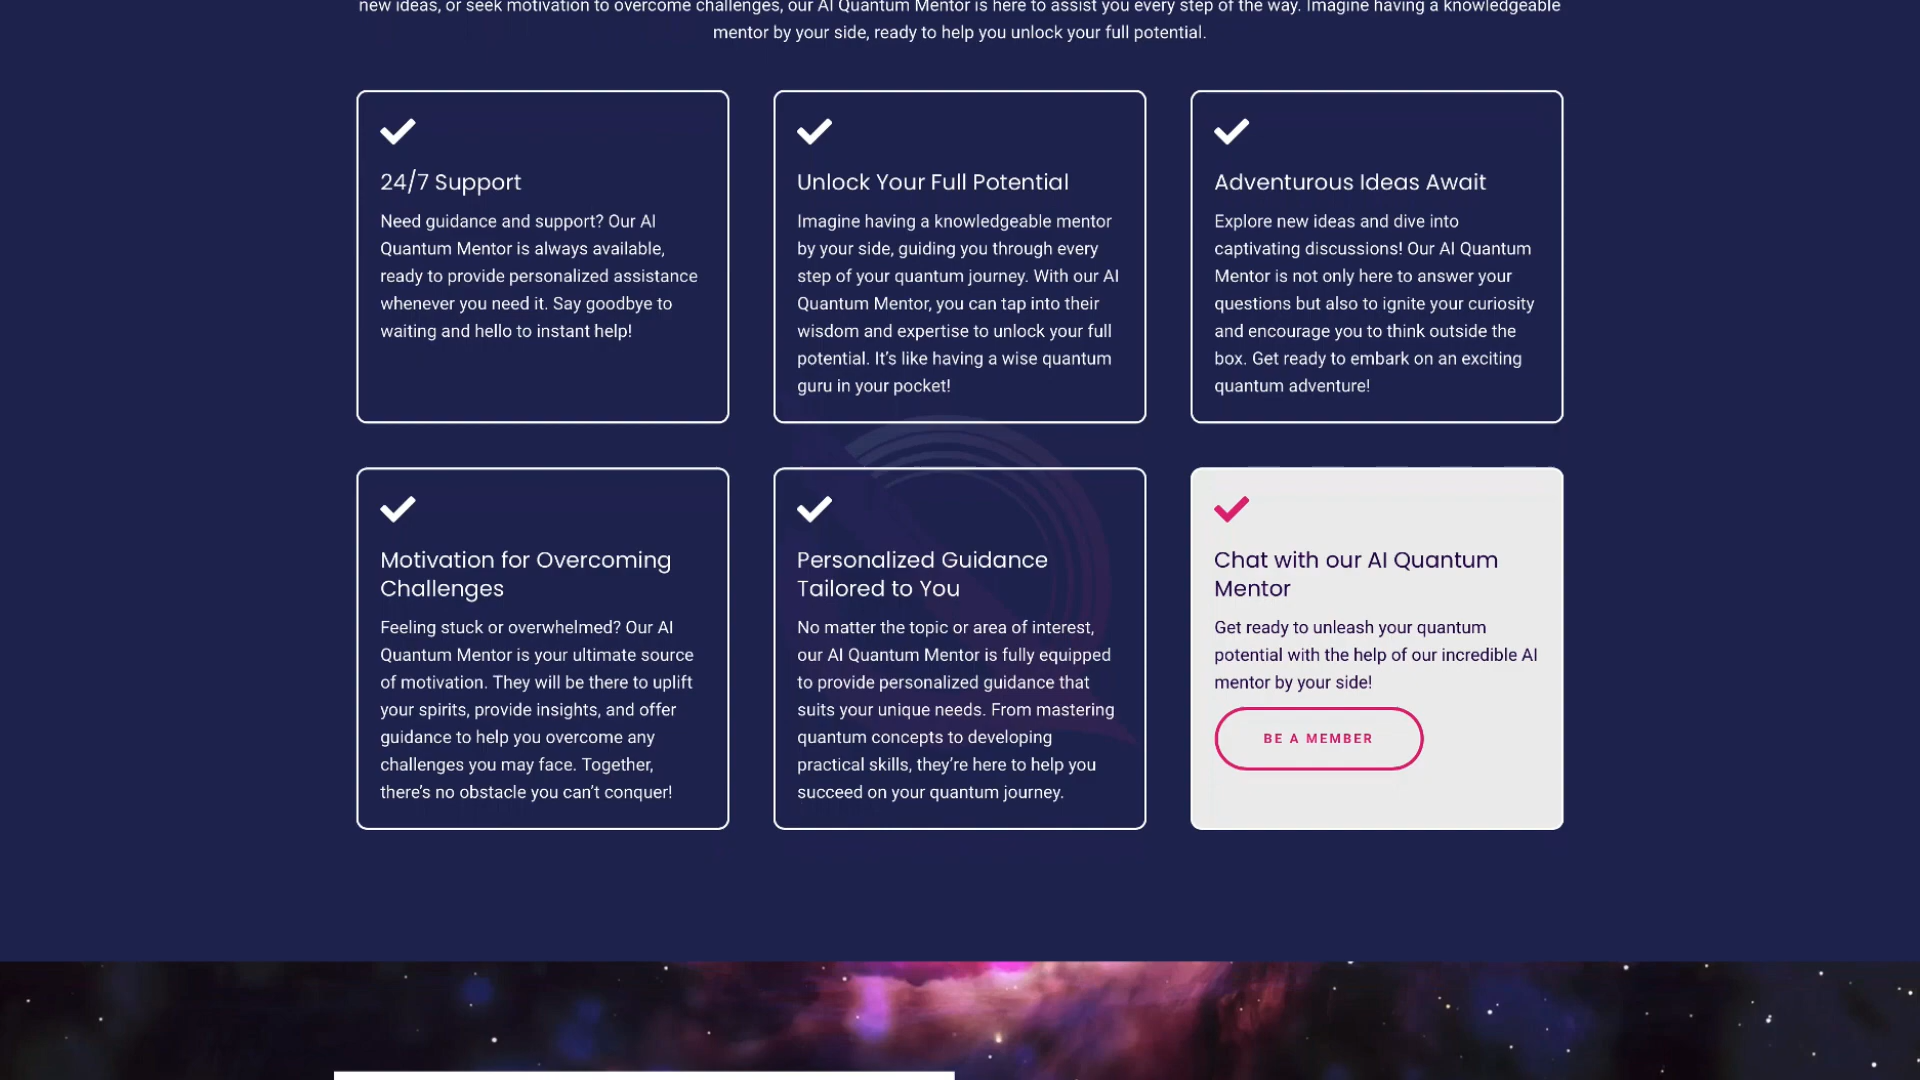 new ideas, or seek motivation to overcome challenges, our AI Quantum Mentor is here to assist you every step of the way. Imagine having a knowledgeable
mentor by your side, ready to help you unlock your full potential.
24/7 Support
Need guidance and support? Our AI
Quantum Mentor is always available,
ready to provide personalized assistance
whenever you need it. Say goodbye to
waiting and hello to instant help!
Unlock Your Full Potential
Imagine having a knowledgeable mentor
by your side, guiding you through every
step of your quantum journey. With our AI
Quantum Mentor, you can tap into their
wisdom and expertise to unlock your full
potential. It’s like having a wise quantum
guru in your pocket!
Adventurous Ideas Await
Explore new ideas and dive into
captivating discussions! Our AI Quantum
Mentor is not only here to answer your
questions but also to ignite your curiosity
and encourage you to think outside the
box. Get ready to embark on an exciting
quantum adventure!
Motivation for Overcoming
Challenges
Feeling stuck or overwhelmed? Our AI
Quantum Mentor is your ultimate source
of motivation. They will be there to uplift
your spirits, provide insights, and offer
guidance to help you overcome any
challenges you may face. Together,
there’s no obstacle you can’t conquer!
Personalized Guidance
Tailored to You
No matter the topic or area of interest,
our AI Quantum Mentor is fully equipped
to provide personalized guidance that
suits your unique needs. From mastering
quantum concepts to developing
practical skills, they’re here to help you
succeed on your quantum journey.
Chat with our AI Quantum
Mentor
Get ready to unleash your quantum
potential with the help of our incredible AI
mentor by your side!
BE A MEMBER